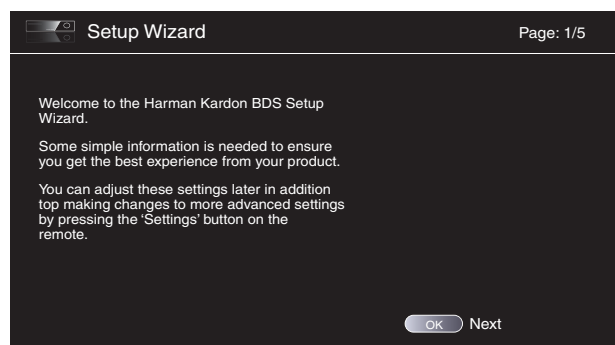 Setup Wizard
Page: 1/5
Welcome to the Harman Kardon BDS Setup
Wizard.
Some simple information is needed to ensure
you get the best experience from your product.
You can adjust these settings later in addition
top making changes to more advanced settings
by pressing the ‘Settings’ button on the
remote.
OK Next